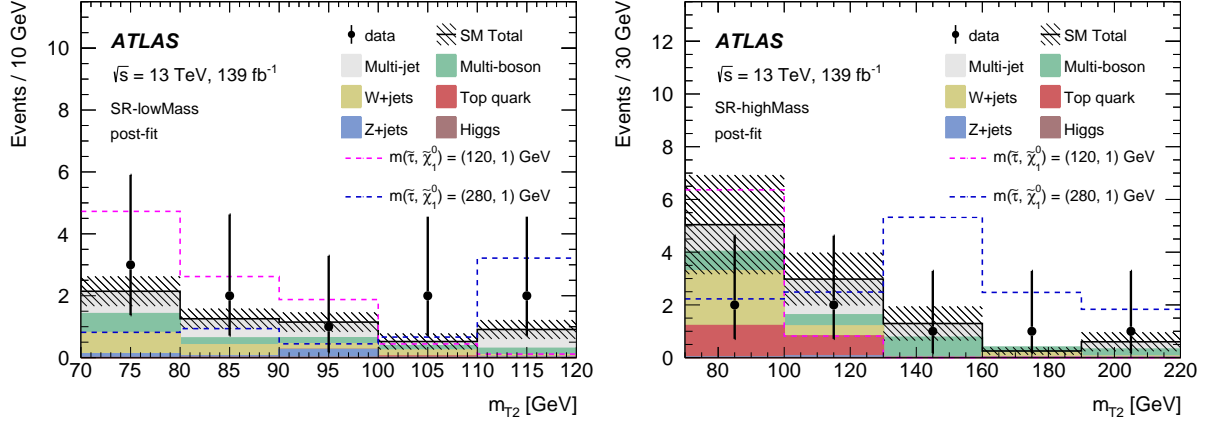 Events / 10 GeV
ATLAS
√s = 13 TeV, 139 fb⁻¹
SR-lowMass
post-fit
data
SM Total
Multi-jet
Multi-boson
W+jets
Top quark
Z+jets
Higgs
m(τ̃, χ̃₁⁰) = (120, 1) GeV
m(τ̃, χ̃₁⁰) = (280, 1) GeV
10
8
6
4
2
0
70 75 80 85 90 95 100 105 110 115 120
m_T2 [GeV]
Events / 30 GeV
ATLAS
√s = 13 TeV, 139 fb⁻¹
SR-highMass
post-fit
data
SM Total
Multi-jet
Multi-boson
W+jets
Top quark
Z+jets
Higgs
m(τ̃, χ̃₁⁰) = (120, 1) GeV
m(τ̃, χ̃₁⁰) = (280, 1) GeV
12
10
8
6
4
2
0
80 100 120 140 160 180 200 220
m_T2 [GeV]